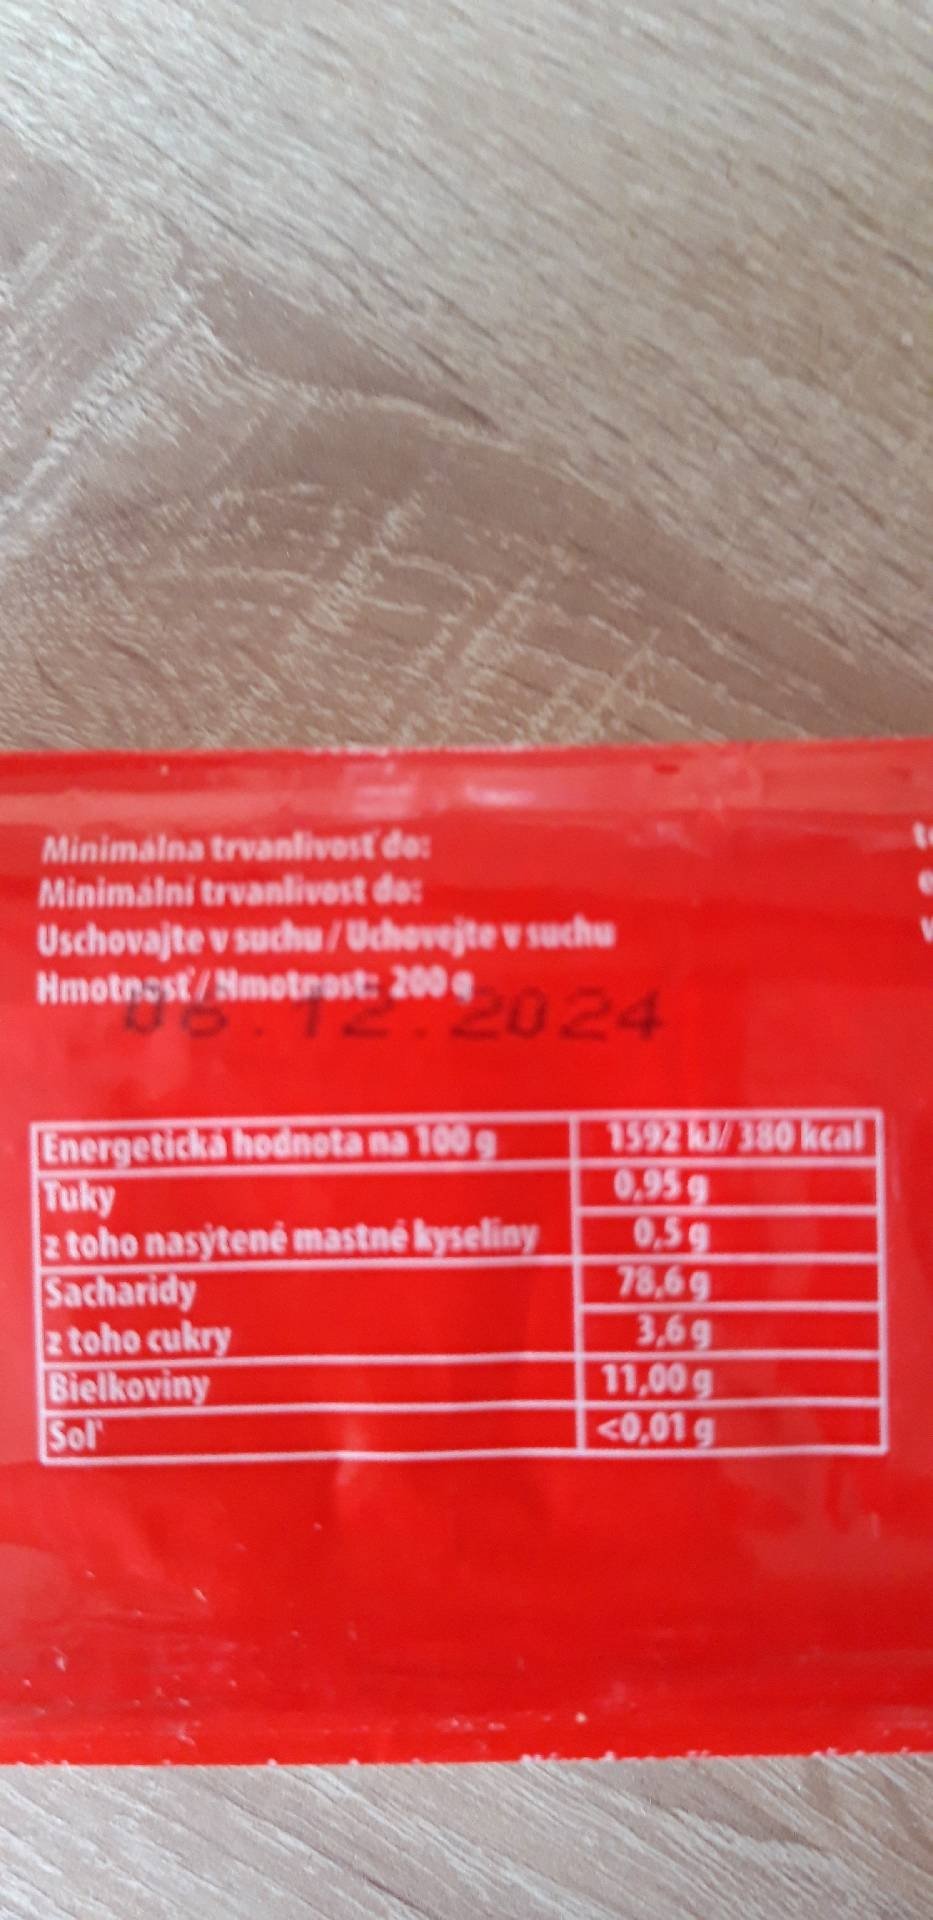 Minimálna trvanlivosť do:
Minimální trvanlivost do:
Uschovajte v suchu / Uchovejte v suchu
Hmotnosť / Hmotnost: 200 g
06.12.2024
Energetická hodnota na 100 g 1592 kJ/ 380 kcal
Tuky 0,95 g
z toho nasýtené mastné kyseliny 0,5 g
Sacharidy 78,6 g
z toho cukry 3,6 g
Bielkoviny 11,00 g
Soľ <0,01 g